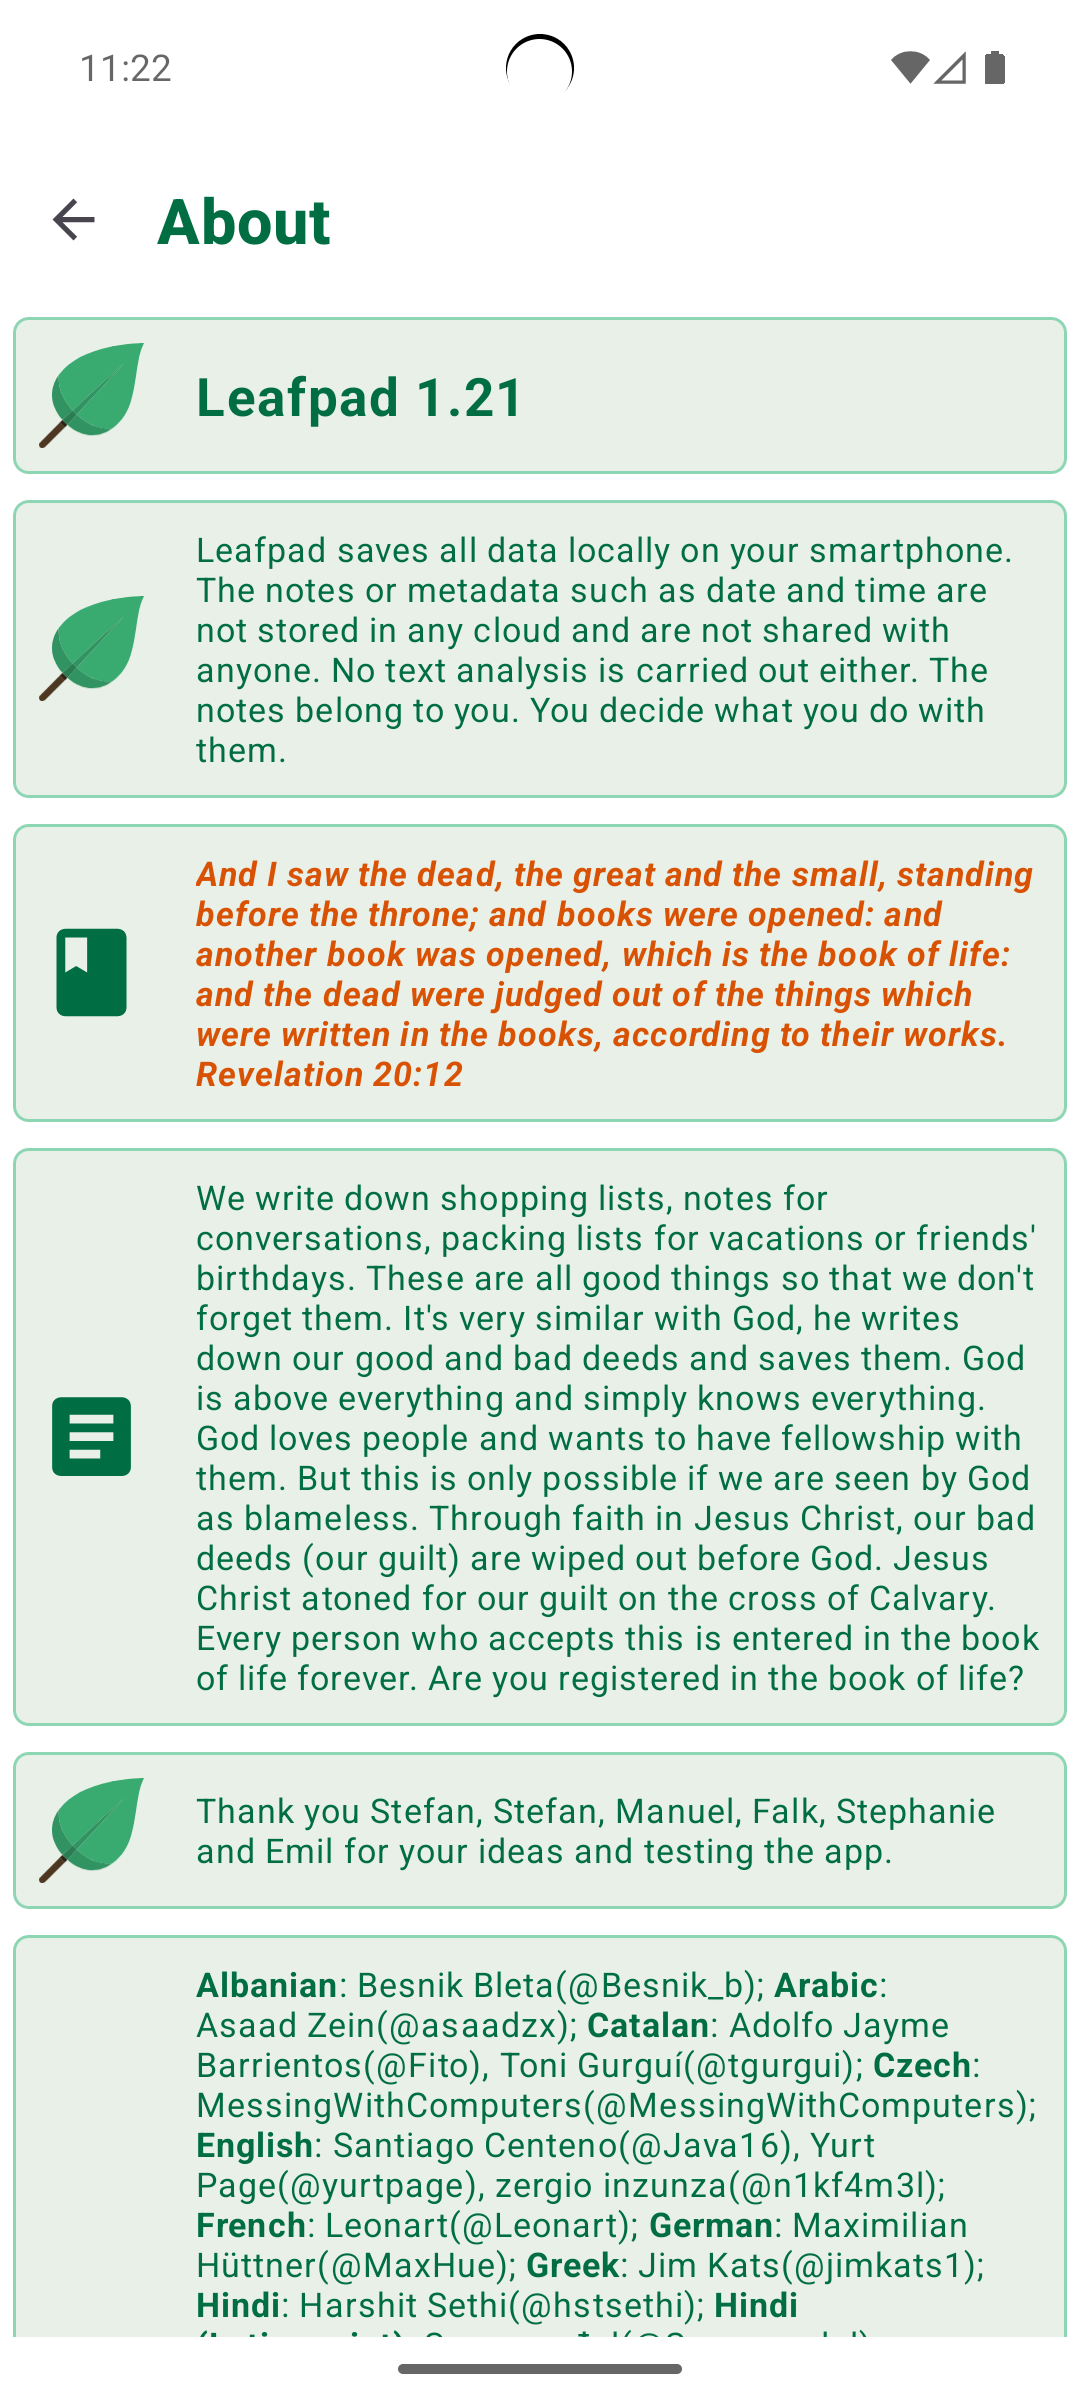 11:22
About
Leafpad 1.21
Leafpad saves all data locally on your smartphone.
The notes or metadata such as date and time are
not stored in any cloud and are not shared with
anyone. No text analysis is carried out either. The
notes belong to you. You decide what you do with
them.
And I saw the dead, the great and the small, standing
before the throne; and books were opened: and
another book was opened, which is the book of life:
and the dead were judged out of the things which
were written in the books, according to their works.
Revelation 20:12
We write down shopping lists, notes for
conversations, packing lists for vacations or friends'
birthdays. These are all good things so that we don't
forget them. It's very similar with God, he writes
down our good and bad deeds and saves them. God
is above everything and simply knows everything.
God loves people and wants to have fellowship with
them. But this is only possible if we are seen by God
as blameless. Through faith in Jesus Christ, our bad
deeds (our guilt) are wiped out before God. Jesus
Christ atoned for our guilt on the cross of Calvary.
Every person who accepts this is entered in the book
of life forever. Are you registered in the book of life?
Thank you Stefan, Stefan, Manuel, Falk, Stephanie
and Emil for your ideas and testing the app.
Albanian: Besnik Bleta(@Besnik_b); Arabic:
Asaad Zein(@asaadzx); Catalan: Adolfo Jayme
Barrientos(@Fito), Toni Gurguí(@tgurgui); Czech:
MessingWithComputers(@MessingWithComputers);
English: Santiago Centeno(@Java16), Yurt
Page(@yurtpage), zergio inzunza(@n1kf4m3l);
French: Leonart(@Leonart); German: Maximilian
Hüttner(@MaxHue); Greek: Jim Kats(@jimkats1);
Hindi: Harshit Sethi(@hstsethi); Hindi